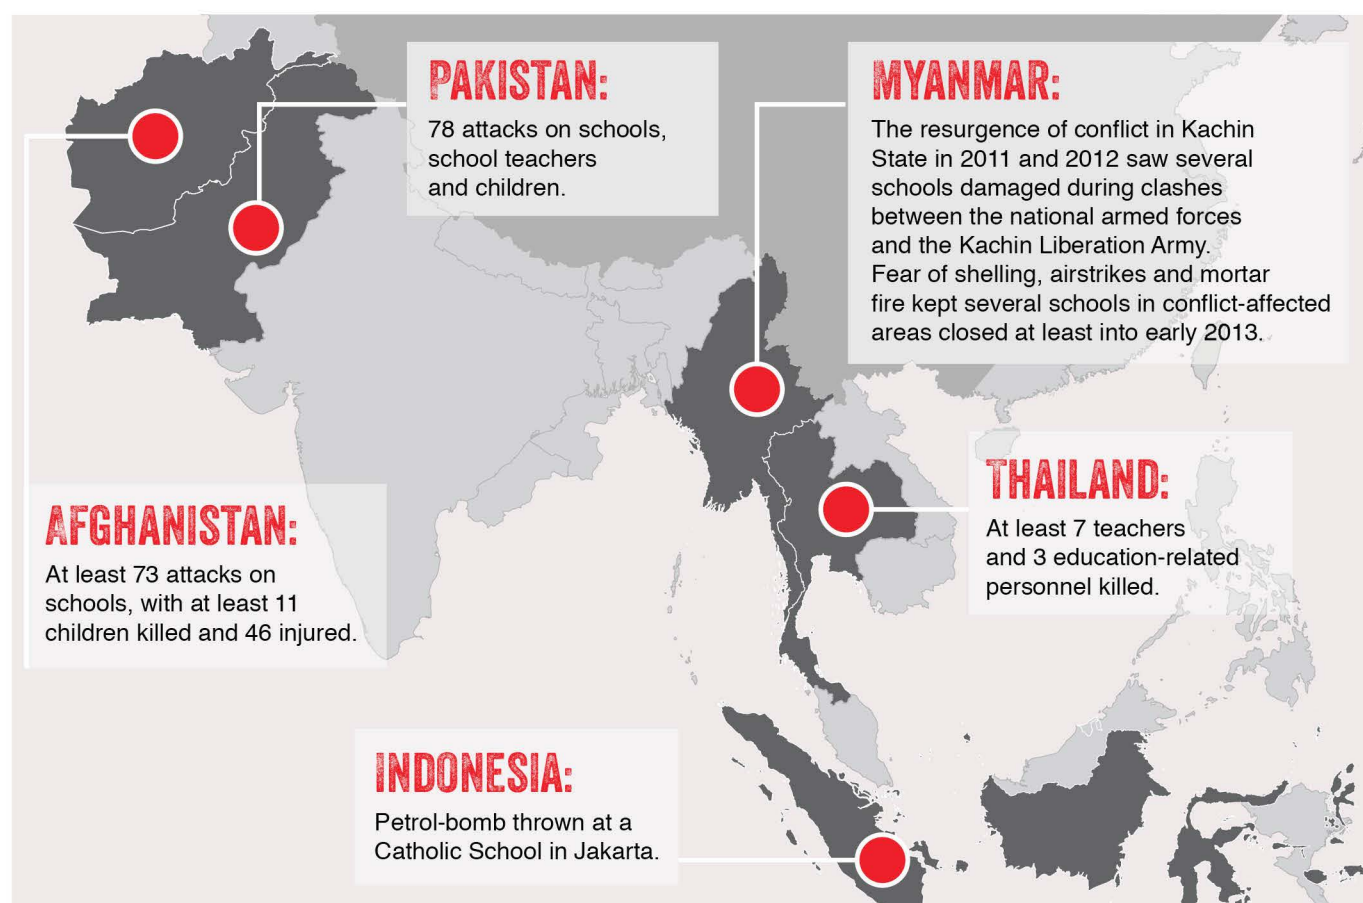 PAKISTAN:
78 attacks on schools,
school teachers
and children.
MYANMAR:
The resurgence of conflict in Kachin
State in 2011 and 2012 saw several
schools damaged during clashes
between the national armed forces
and the Kachin Liberation Army.
Fear of shelling, airstrikes and mortar
fire kept several schools in conflict-affected
areas closed at least into early 2013.
AFGHANISTAN:
At least 73 attacks on
schools, with at least 11
children killed and 46 injured.
THAILAND:
At least 7 teachers
and 3 education-related
personnel killed.
INDONESIA:
Petrol-bomb thrown at a
Catholic School in Jakarta.